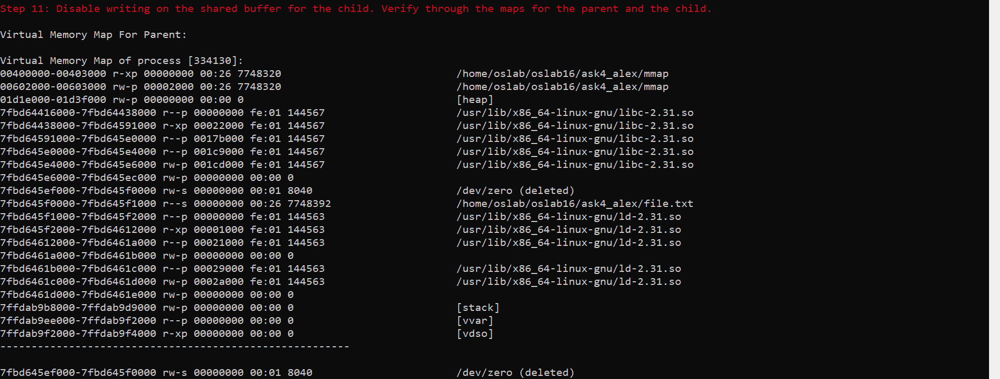 Step 11: Disable writing on the shared buffer for the child. Verify through the maps for the parent and the child.
Virtual Memory Map For Parent:
Virtual Memory Map of process [334130]:
00400000-00403000 r-xp 00000000 00:26 7748320 /home/oslab/oslab16/ask4_alex/mmap
00602000-00603000 rw-p 00002000 00:26 7748320 /home/oslab/oslab16/ask4_alex/mmap
01d1e000-01d3f000 rw-p 00000000 00:00 0 [heap]
7fbd64416000-7fbd64438000 r--p 00000000 fe:01 144567 /usr/lib/x86_64-linux-gnu/libc-2.31.so
7fbd64438000-7fbd64591000 r-xp 00022000 fe:01 144567 /usr/lib/x86_64-linux-gnu/libc-2.31.so
7fbd64591000-7fbd645e0000 r--p 0017b000 fe:01 144567 /usr/lib/x86_64-linux-gnu/libc-2.31.so
7fbd645e0000-7fbd645e4000 r--p 001c9000 fe:01 144567 /usr/lib/x86_64-linux-gnu/libc-2.31.so
7fbd645e4000-7fbd645e6000 rw-p 001cd000 fe:01 144567 /usr/lib/x86_64-linux-gnu/libc-2.31.so
7fbd645e6000-7fbd645ec000 rw-p 00000000 00:00 0
7fbd645ef000-7fbd645f0000 rw-s 00000000 00:01 8040 /dev/zero (deleted)
7fbd645f0000-7fbd645f1000 r--s 00000000 00:26 7748392 /home/oslab/oslab16/ask4_alex/file.txt
7fbd645f1000-7fbd645f2000 r--p 00000000 fe:01 144563 /usr/lib/x86_64-linux-gnu/ld-2.31.so
7fbd645f2000-7fbd64612000 r-xp 00001000 fe:01 144563 /usr/lib/x86_64-linux-gnu/ld-2.31.so
7fbd64612000-7fbd6461a000 r--p 00021000 fe:01 144563 /usr/lib/x86_64-linux-gnu/ld-2.31.so
7fbd6461a000-7fbd6461b000 rw-p 00000000 00:00 0
7fbd6461b000-7fbd6461c000 r--p 00029000 fe:01 144563 /usr/lib/x86_64-linux-gnu/ld-2.31.so
7fbd6461c000-7fbd6461d000 rw-p 0002a000 fe:01 144563 /usr/lib/x86_64-linux-gnu/ld-2.31.so
7fbd6461d000-7fbd6461e000 rw-p 00000000 00:00 0
7ffdab9b8000-7ffdab9d9000 rw-p 00000000 00:00 0 [stack]
7ffdab9ee000-7ffdab9f2000 r--p 00000000 00:00 0 [vvar]
7ffdab9f2000-7ffdab9f4000 r-xp 00000000 00:00 0 [vdso]
--------------------------------------------------------
7fbd645ef000-7fbd645f0000 rw-s 00000000 00:01 8040 /dev/zero (deleted)